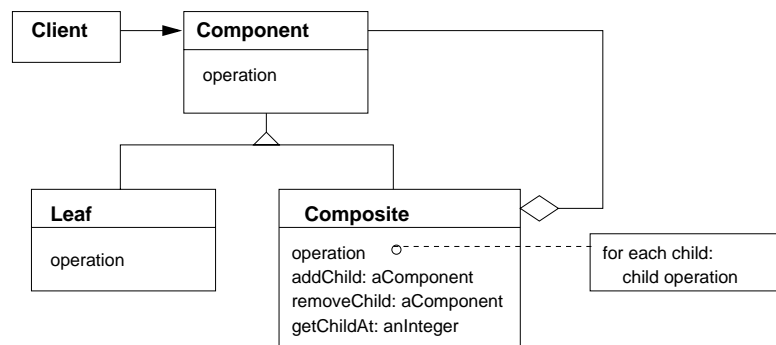 Client
Component
operation
Leaf
operation
Composite
operation
addChild: aComponent
removeChild: aComponent
getChildAt: anInteger
for each child:
child operation